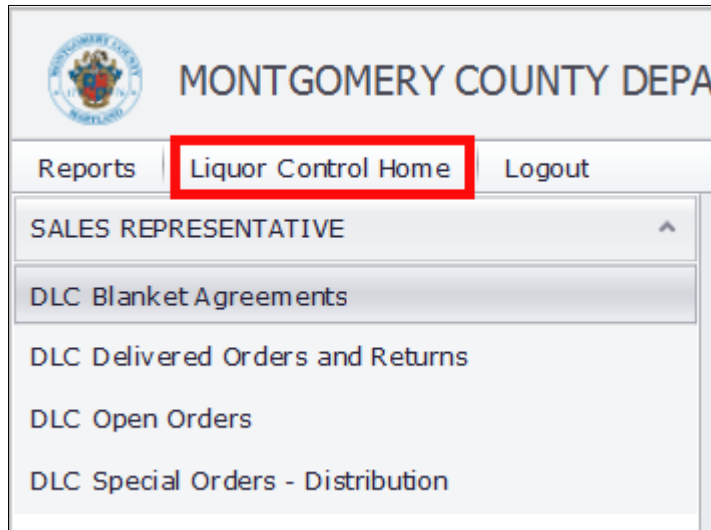 MONTGOMERY COUNTY DEPA
Reports Liquor Control Home Logout
SALES REPRESENTATIVE
DLC Blanket Agreements
DLC Delivered Orders and Returns
DLC Open Orders
DLC Special Orders - Distribution